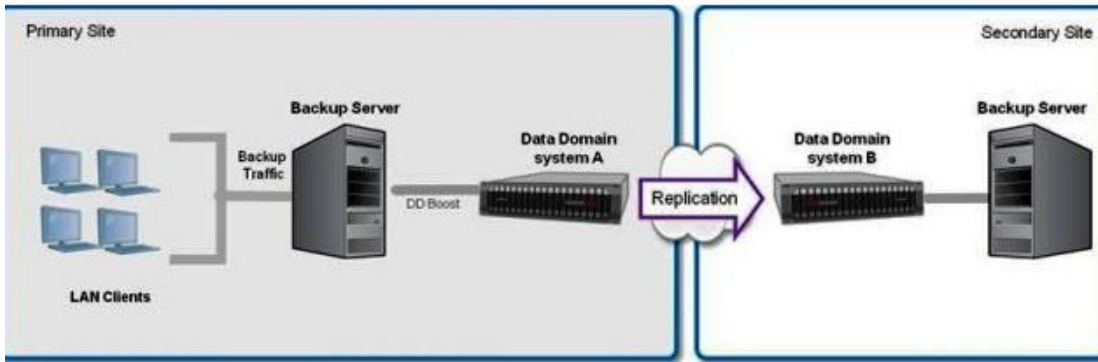 Primary Site
Secondary Site
Backup Server
Backup Server
Data Domain
system A
Data Domain
system B
Backup
Traffic
DD Boost
Replication
LAN Clients